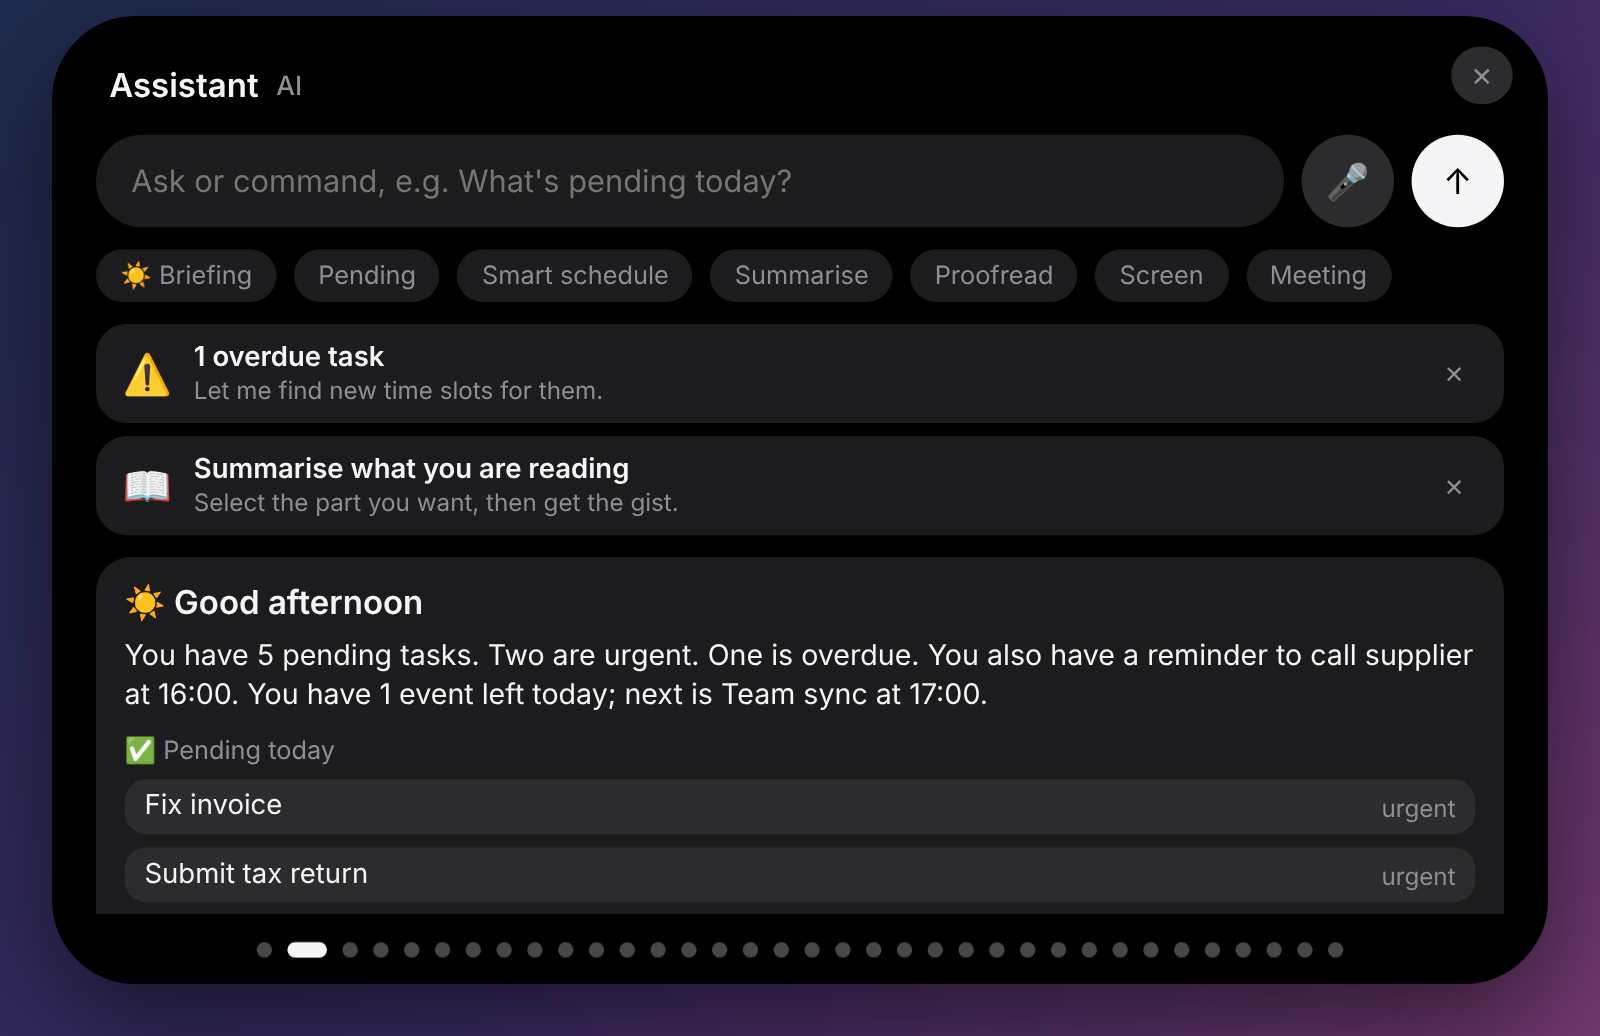 Assistant AI
Ask or command, e.g. What's pending today?
Briefing Pending Smart schedule Summarise Proofread Screen Meeting
1 overdue task
Let me find new time slots for them.
Summarise what you are reading
Select the part you want, then get the gist.
Good afternoon
You have 5 pending tasks. Two are urgent. One is overdue. You also have a reminder to call supplier
at 16:00. You have 1 event left today; next is Team sync at 17:00.
Pending today
Fix invoice urgent
Submit tax return urgent